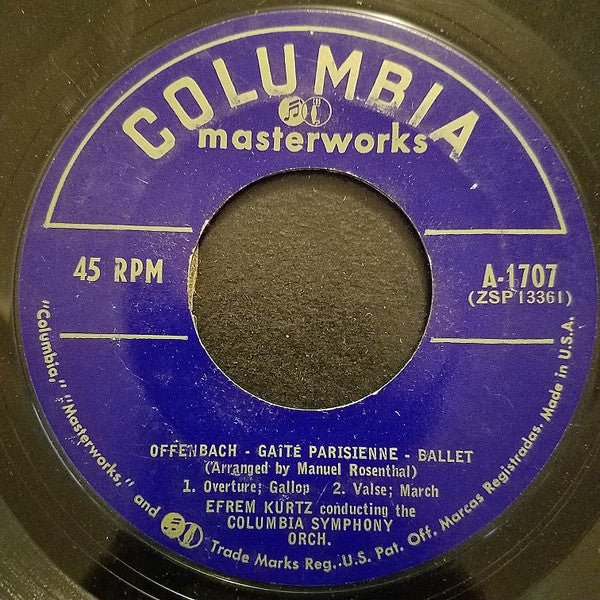 COLUMBIA
masterworks
45 RPM
A-1707
(ZSP 13361)
OFFENBACH - GAÎTÉ PARISIENNE - BALLET
(Arranged by Manuel Rosenthal)
1. Overture; Gallop 2. Valse; March
EFREM KURTZ conducting the
COLUMBIA SYMPHONY
ORCH.
"Columbia," "Masterworks," and Trade Marks Reg. U.S. Pat. Off. Marcas Registradas. Made in U.S.A.